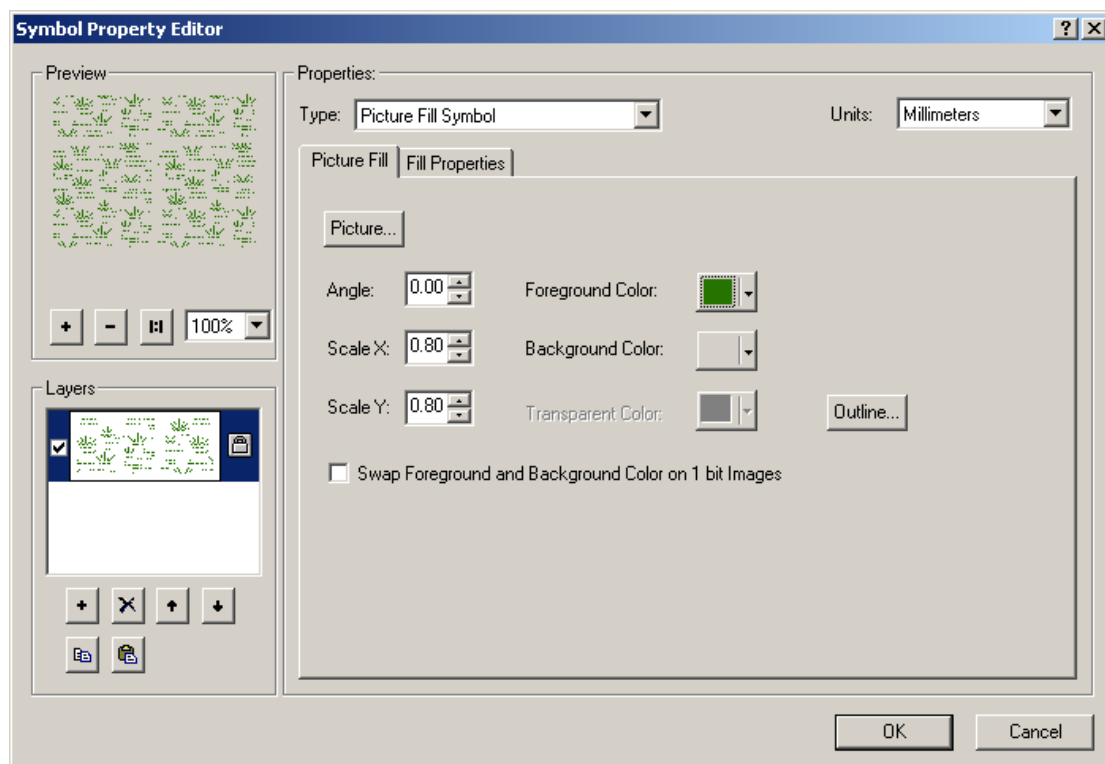 Symbol Property Editor
Preview
100%
Layers
Properties:
Type: Picture Fill Symbol Units: Millimeters
Picture Fill Fill Properties
Picture...
Angle: 0.00 Foreground Color:
Scale X: 0.80 Background Color:
Scale Y: 0.80 Transparent Color: Outline...
Swap Foreground and Background Color on 1 bit Images
OK Cancel